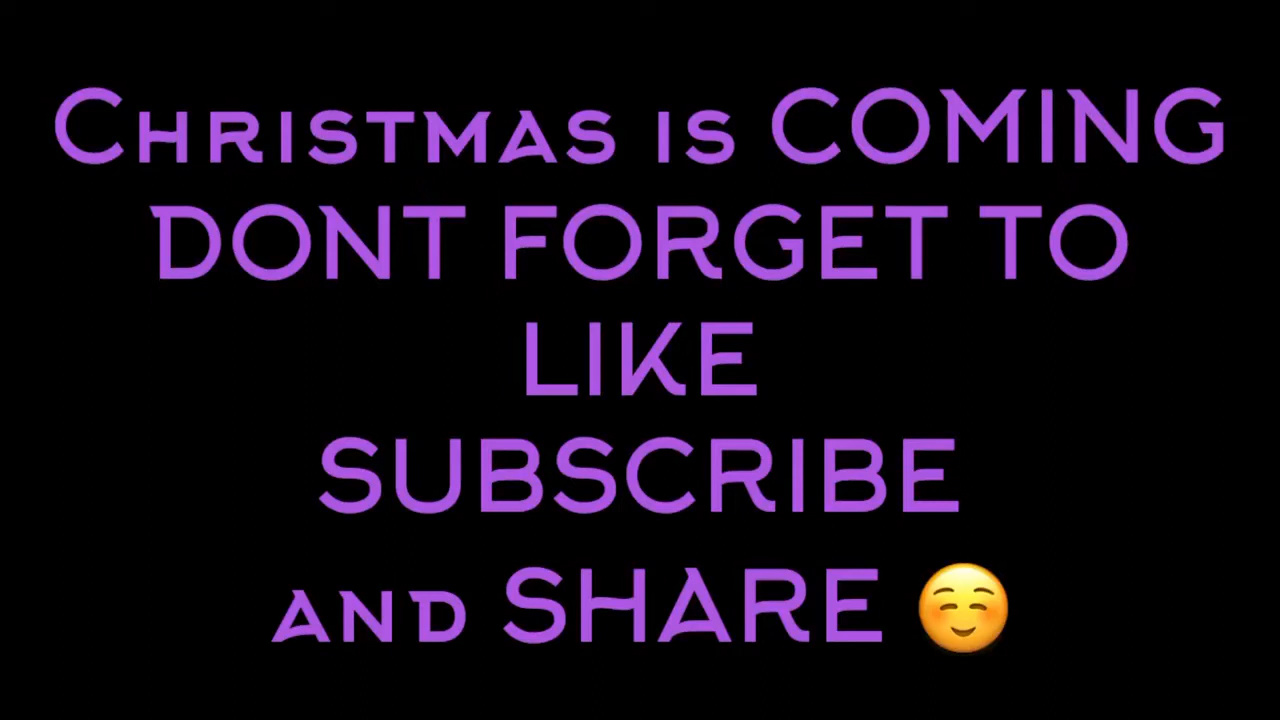 Christmas is COMING
DONT FORGET TO
LIKE
SUBSCRIBE
and SHARE ☺️